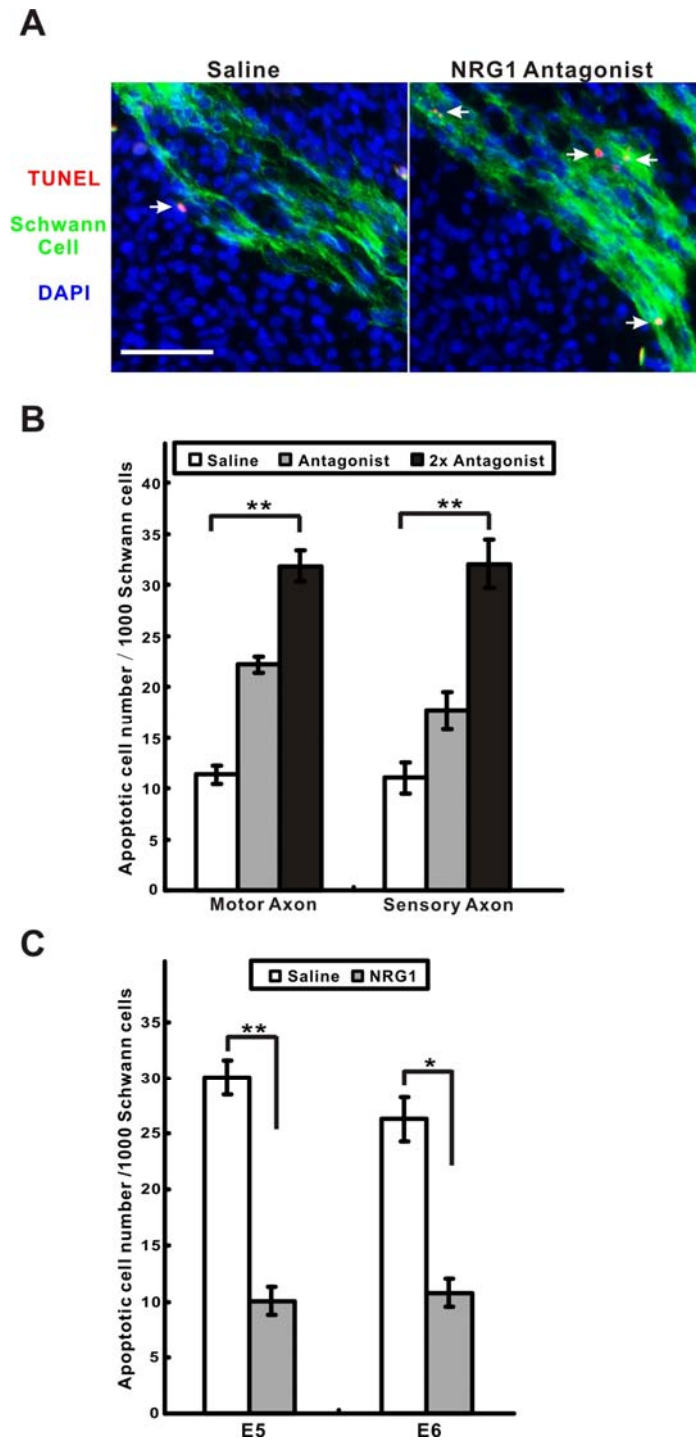 A
Saline
NRG1 Antagonist
TUNEL
Schwann
Cell
DAPI
B
Saline Antagonist 2x Antagonist
Apoptotic cell number / 1000 Schwann cells
40
35
30
25
20
15
10
5
0
**
**
Motor Axon
Sensory Axon
C
Saline NRG1
Apoptotic cell number /1000 Schwann cells
35
30
25
20
15
10
5
0
**
*
E5
E6